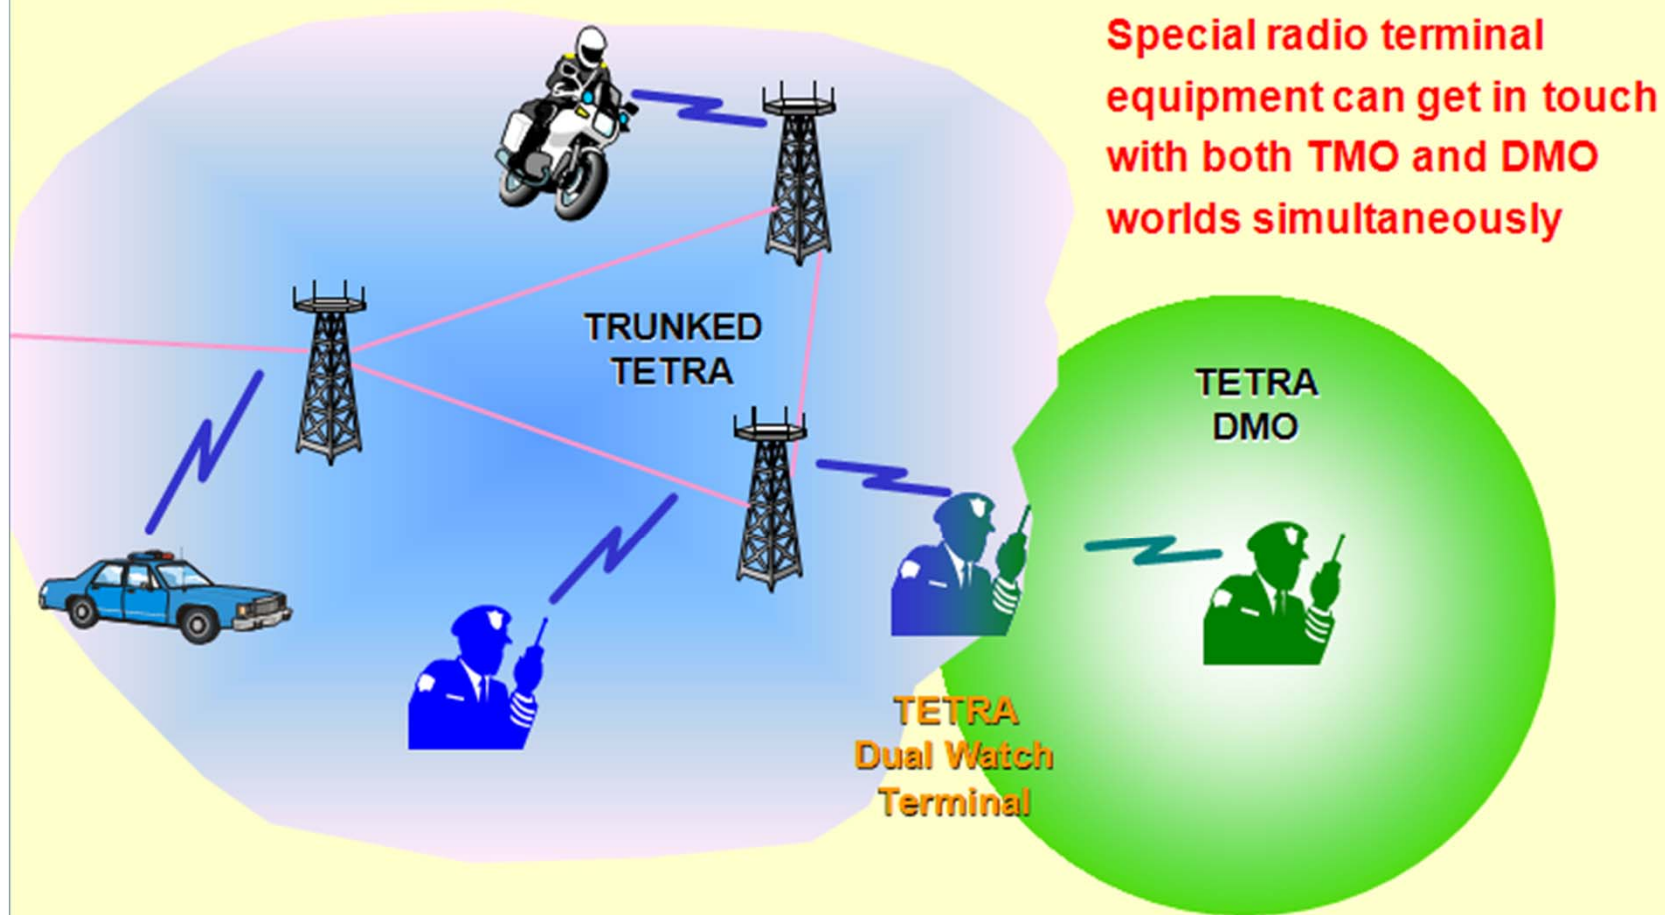 Special radio terminal
equipment can get in touch
with both TMO and DMO
worlds simultaneously
TRUNKED
TETRA
TETRA
DMO
TETRA
Dual Watch
Terminal